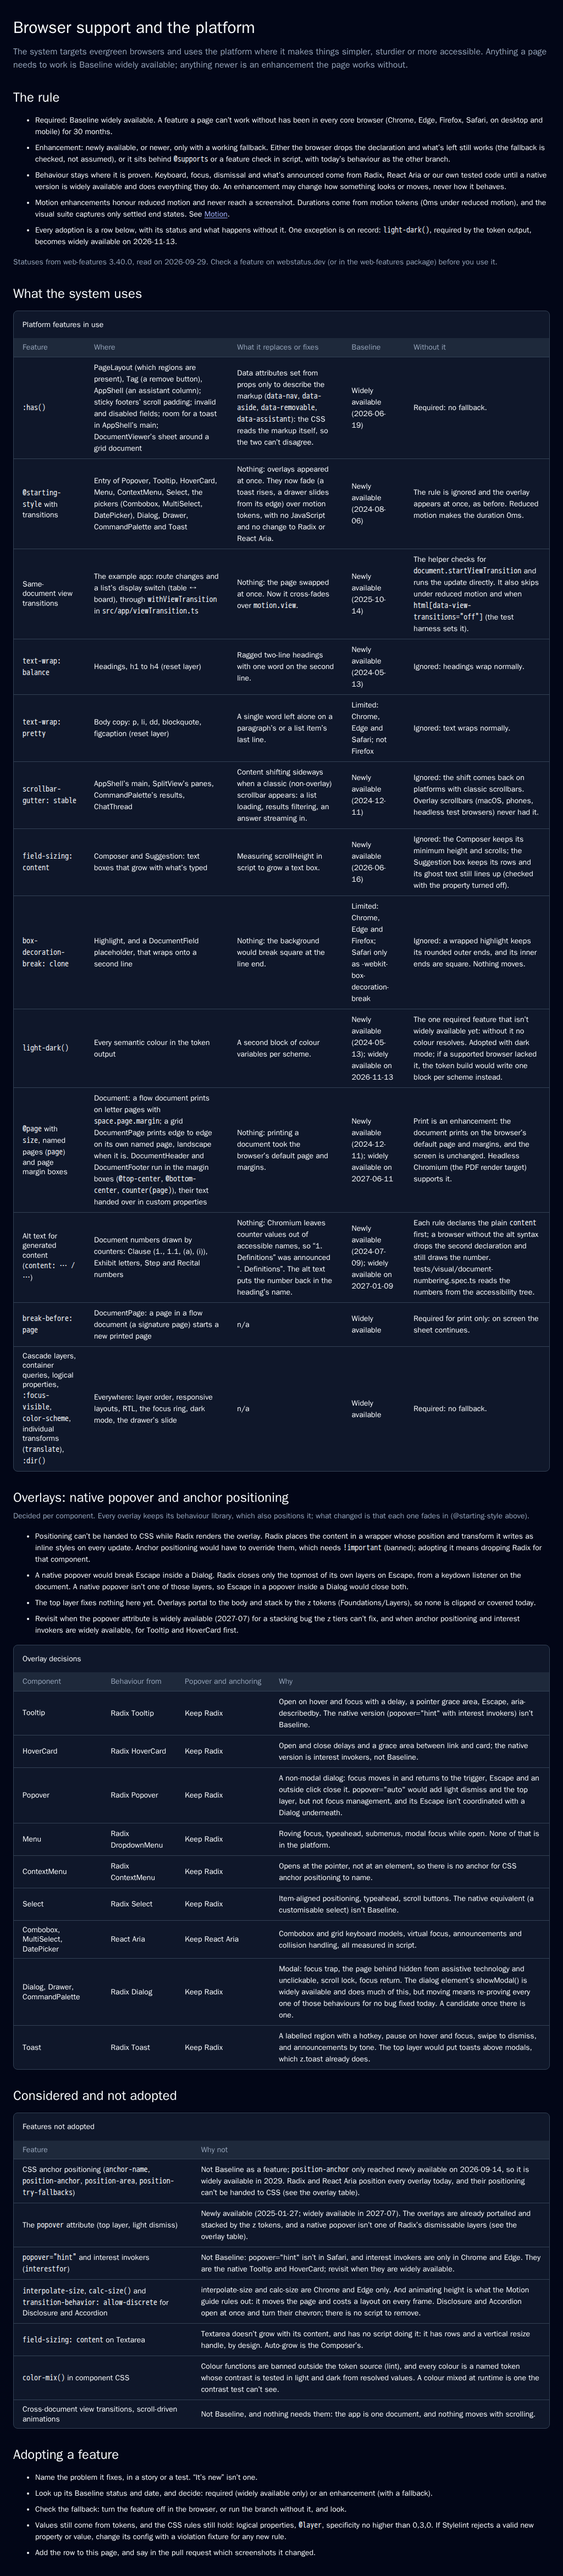 Browser support and the platform
The system targets evergreen browsers and uses the platform where it makes things simpler, sturdier or more accessible. Anything a page
needs to work is Baseline widely available; anything newer is an enhancement the page works without.
The rule
• Required: Baseline widely available. A feature a page can't work without has been in every core browser (Chrome, Edge, Firefox, Safari, on desktop and
mobile) for 30 months.
• Enhancement: newly available, or newer, only with a working fallback. Either the browser drops the declaration and what's left still works (the fallback is
checked, not assumed), or it sits behind @supports or a feature check in script, with today's behaviour as the other branch.
• Behaviour stays where it is proven. Keyboard, focus, dismissal and what's announced come from Radix, React Aria or our own tested code until a native
version is widely available and does everything they do. An enhancement may change how something looks or moves, never how it behaves.
• Motion enhancements honour reduced motion and never reach a screenshot. Durations come from motion tokens (0ms under reduced motion), and the
visual suite captures only settled end states. See Motion.
• Every adoption is a row below, with its status and what happens without it. One exception is on record: light-dark(), required by the token output,
becomes widely available on 2026-11-13.
Statuses from web-features 3.40.0, read on 2026-09-29. Check a feature on webstatus.dev (or in the web-features package) before you use it.
What the system uses
Platform features in use
Feature Where What it replaces or fixes Baseline Without it
:has()
PageLayout (which regions are
present), Tag (a remove button),
AppShell (an assistant column);
sticky footers' scroll padding; invalid
and disabled fields; room for a toast
in AppShell's main;
DocumentViewer's sheet around a
grid document
Data attributes set from
props only to describe the
markup (data-nav, data-
aside, data-removable,
data-assistant): the CSS
reads the markup itself, so
the two can't disagree.
Widely
available
(2026-06-
19)
Required: no fallback.
@starting-
style with
transitions
Entry of Popover, Tooltip, HoverCard,
Menu, ContextMenu, Select, the
pickers (Combobox, MultiSelect,
DatePicker), Dialog, Drawer,
CommandPalette and Toast
Nothing: overlays appeared
at once. They now fade (a
toast rises, a drawer slides
from its edge) over motion
tokens, with no JavaScript
and no change to Radix or
React Aria.
Newly
available
(2024-08-
06)
The rule is ignored and the overlay
appears at once, as before. Reduced
motion makes the duration 0ms.
Same-
document view
transitions
The example app: route changes and
a list's display switch (table ↔
board), through withViewTransition
in src/app/viewTransition.ts
Nothing: the page swapped
at once. Now it cross-fades
over motion.view.
Newly
available
(2025-10-
14)
The helper checks for
document.startViewTransition and
runs the update directly. It also skips
under reduced motion and when
html[data-view-
transitions="off"] (the test
harness sets it).
text-wrap:
balance
Headings, h1 to h4 (reset layer)
Ragged two-line headings
with one word on the second
line.
Newly
available
(2024-05-
13)
Ignored: headings wrap normally.
text-wrap:
pretty
Body copy: p, li, dd, blockquote,
figcaption (reset layer)
A single word left alone on a
paragraph's or a list item's
last line.
Limited:
Chrome,
Edge and
Safari; not
Firefox
Ignored: text wraps normally.
scrollbar-
gutter: stable
AppShell's main, SplitView's panes,
CommandPalette's results,
ChatThread
Content shifting sideways
when a classic (non-overlay)
scrollbar appears: a list
loading, results filtering, an
answer streaming in.
Newly
available
(2024-12-
11)
Ignored: the shift comes back on
platforms with classic scrollbars.
Overlay scrollbars (macOS, phones,
headless test browsers) never had it.
field-sizing:
content
Composer and Suggestion: text
boxes that grow with what's typed
Measuring scrollHeight in
script to grow a text box.
Newly
available
(2026-06-
16)
Ignored: the Composer keeps its
minimum height and scrolls; the
Suggestion box keeps its rows and
its ghost text still lines up (checked
with the property turned off).
box-
decoration-
break: clone
Highlight, and a DocumentField
placeholder, that wraps onto a
second line
Nothing: the background
would break square at the
line end.
Limited:
Chrome,
Edge and
Firefox;
Safari only
as -webkit-
box-
decoration-
break
Ignored: a wrapped highlight keeps
its rounded outer ends, and its inner
ends are square. Nothing moves.
light-dark()
Every semantic colour in the token
output
A second block of colour
variables per scheme.
Newly
available
(2024-05-
13); widely
available on
2026-11-13
The one required feature that isn't
widely available yet: without it no
colour resolves. Adopted with dark
mode; if a supported browser lacked
it, the token build would write one
block per scheme instead.
@page with
size, named
pages (page)
and page
margin boxes
Document: a flow document prints
on letter pages with
space.page.margin; a grid
DocumentPage prints edge to edge
on its own named page, landscape
when it is. DocumentHeader and
DocumentFooter run in the margin
boxes (@top-center, @bottom-
center, counter(page)), their text
handed over in custom properties
Nothing: printing a
document took the
browser's default page and
margins.
Newly
available
(2024-12-
11); widely
available on
2027-06-11
Print is an enhancement: the
document prints on the browser's
default page and margins, and the
screen is unchanged. Headless
Chromium (the PDF render target)
supports it.
Alt text for
generated
content
(content: … /
…)
Document numbers drawn by
counters: Clause (1., 1.1, (a), (i)),
Exhibit letters, Step and Recital
numbers
Nothing: Chromium leaves
counter values out of
accessible names, so "1.
Definitions" was announced
". Definitions". The alt text
puts the number back in the
heading's name.
Newly
available
(2024-07-
09); widely
available on
2027-01-09
Each rule declares the plain content
first; a browser without the alt syntax
drops the second declaration and
still draws the number.
tests/visual/document-
numbering.spec.ts reads the
numbers from the accessibility tree.
break-before:
page
DocumentPage: a page in a flow
document (a signature page) starts a
new printed page
n/a
Widely
available
Required for print only: on screen the
sheet continues.
Cascade layers,
container
queries, logical
properties,
:focus-
visible,
color-scheme,
individual
transforms
(translate),
:dir()
Everywhere: layer order, responsive
layouts, RTL, the focus ring, dark
mode, the drawer's slide
n/a
Widely
available
Required: no fallback.
Overlays: native popover and anchor positioning
Decided per component. Every overlay keeps its behaviour library, which also positions it; what changed is that each one fades in (@starting-style above).
• Positioning can't be handed to CSS while Radix renders the overlay. Radix places the content in a wrapper whose position and transform it writes as
inline styles on every update. Anchor positioning would have to override them, which needs !important (banned); adopting it means dropping Radix for
that component.
• A native popover would break Escape inside a Dialog. Radix closes only the topmost of its own layers on Escape, from a keydown listener on the
document. A native popover isn't one of those layers, so Escape in a popover inside a Dialog would close both.
• The top layer fixes nothing here yet. Overlays portal to the body and stack by the z tokens (Foundations/Layers), so none is clipped or covered today.
• Revisit when the popover attribute is widely available (2027-07) for a stacking bug the z tiers can't fix, and when anchor positioning and interest
invokers are widely available, for Tooltip and HoverCard first.
Overlay decisions
Component Behaviour from Popover and anchoring Why
Tooltip
Radix Tooltip
Keep Radix
Open on hover and focus with a delay, a pointer grace area, Escape, aria-
describedby. The native version (popover="hint" with interest invokers) isn't
Baseline.
HoverCard
Radix HoverCard
Keep Radix
Open and close delays and a grace area between link and card; the native
version is interest invokers, not Baseline.
Popover
Radix Popover
Keep Radix
A non-modal dialog: focus moves in and returns to the trigger, Escape and an
outside click close it. popover="auto" would add light dismiss and the top
layer, but not focus management, and its Escape isn't coordinated with a
Dialog underneath.
Menu
Radix
DropdownMenu
Keep Radix
Roving focus, typeahead, submenus, modal focus while open. None of that is
in the platform.
ContextMenu
Radix
ContextMenu
Keep Radix
Opens at the pointer, not at an element, so there is no anchor for CSS
anchor positioning to name.
Select
Radix Select
Keep Radix
Item-aligned positioning, typeahead, scroll buttons. The native equivalent (a
customisable select) isn't Baseline.
Combobox,
MultiSelect,
DatePicker
React Aria
Keep React Aria
Combobox and grid keyboard models, virtual focus, announcements and
collision handling, all measured in script.
Dialog, Drawer,
CommandPalette
Radix Dialog
Keep Radix
Modal: focus trap, the page behind hidden from assistive technology and
unclickable, scroll lock, focus return. The dialog element's showModal() is
widely available and does much of this, but moving means re-proving every
one of those behaviours for no bug fixed today. A candidate once there is
one.
Toast
Radix Toast
Keep Radix
A labelled region with a hotkey, pause on hover and focus, swipe to dismiss,
and announcements by tone. The top layer would put toasts above modals,
which z.toast already does.
Considered and not adopted
Features not adopted
Feature Why not
CSS anchor positioning (anchor-name,
position-anchor, position-area, position-
try-fallbacks)
Not Baseline as a feature; position-anchor only reached newly available on 2026-09-14, so it is
widely available in 2029. Radix and React Aria position every overlay today, and their positioning
can't be handed to CSS (see the overlay table).
The popover attribute (top layer, light dismiss)
Newly available (2025-01-27; widely available in 2027-07). The overlays are already portalled and
stacked by the z tokens, and a native popover isn't one of Radix's dismissable layers (see the
overlay table).
popover="hint" and interest invokers
(interestfor)
Not Baseline: popover="hint" isn't in Safari, and interest invokers are only in Chrome and Edge. They
are the native Tooltip and HoverCard; revisit when they are widely available.
interpolate-size, calc-size() and
transition-behavior: allow-discrete for
Disclosure and Accordion
interpolate-size and calc-size are Chrome and Edge only. And animating height is what the Motion
guide rules out: it moves the page and costs a layout on every frame. Disclosure and Accordion
open at once and turn their chevron; there is no script to remove.
field-sizing: content on Textarea
Textarea doesn't grow with its content, and has no script doing it: it has rows and a vertical resize
handle, by design. Auto-grow is the Composer's.
color-mix() in component CSS
Colour functions are banned outside the token source (lint), and every colour is a named token
whose contrast is tested in light and dark from resolved values. A colour mixed at runtime is one the
contrast test can't see.
Cross-document view transitions, scroll-driven
animations
Not Baseline, and nothing needs them: the app is one document, and nothing moves with scrolling.
Adopting a feature
• Name the problem it fixes, in a story or a test. "It's new" isn't one.
• Look up its Baseline status and date, and decide: required (widely available only) or an enhancement (with a fallback).
• Check the fallback: turn the feature off in the browser, or run the branch without it, and look.
• Values still come from tokens, and the CSS rules still hold: logical properties, @layer, specificity no higher than 0,3,0. If Stylelint rejects a valid new
property or value, change its config with a violation fixture for any new rule.
• Add the row to this page, and say in the pull request which screenshots it changed.